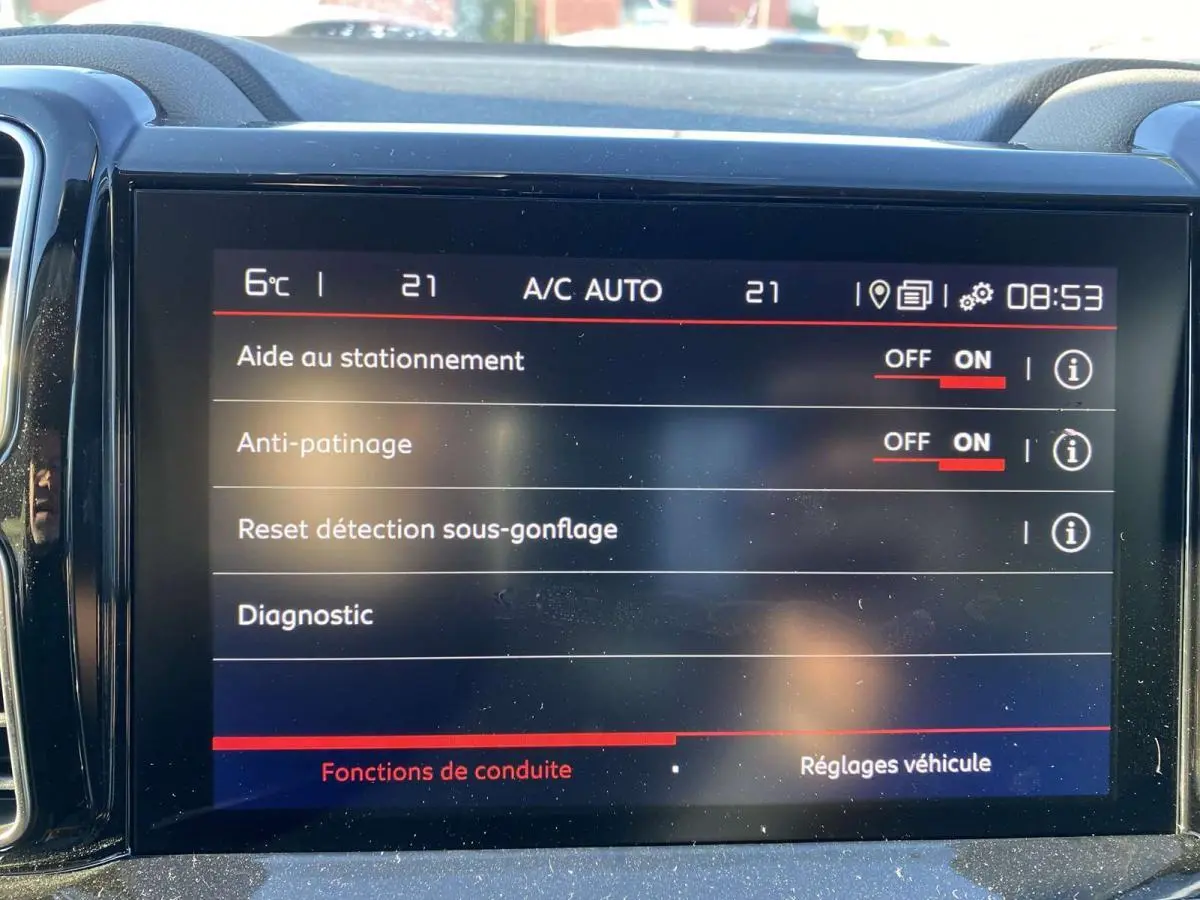 6°C | 21 A/C AUTO 21 | | 08:53
Aide au stationnement OFF ON |
Anti-patinage OFF ON |
Reset détection sous-gonflage |
Diagnostic
Fonctions de conduite Réglages véhicule